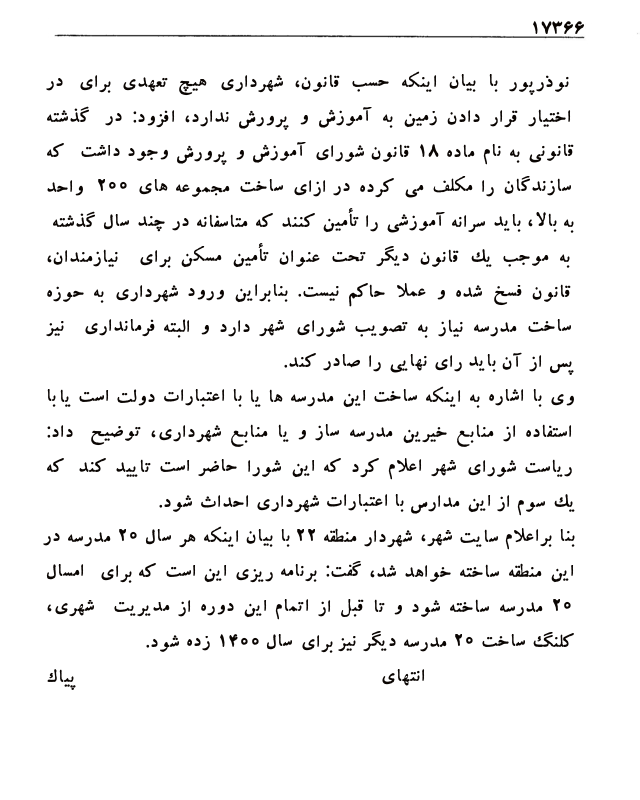 ۱۷۳۶۶
نوذرپور با بیان اینکه حسب قانون، شهرداری هیچ تعهدی برای در
اختیار قرار دادن زمین به آموزش و پرورش ندارد، افزود: در گذشته
قانونی به نام ماده ۱۸ قانون شورای آموزش و پرورش وجود داشت که
سازندگان را مکلف می کرده در ازای ساخت مجموعه های ۲۰۰ واحد
به بالا، باید سرانه آموزشی را تأمین کنند که متاسفانه در چند سال گذشته
به موجب یك قانون دیگر تحت عنوان تأمین مسکن برای نیازمندان،
قانون فسخ شده و عملا حاکم نیست. بنابراین ورود شهرداری به حوزه
ساخت مدرسه نیاز به تصویب شورای شهر دارد و البته فرمانداری نیز
پس از آن باید رای نهایی را صادر کند.
وی با اشاره به اینکه ساخت این مدرسه ها یا با اعتبارات دولت است یا با
استفاده از منابع خیرین مدرسه ساز و یا منابع شهرداری، توضیح داد:
ریاست شورای شهر اعلام کرد که این شورا حاضر است تایید کند که
یك سوم از این مدارس با اعتبارات شهرداری احداث شود.
بنا براعلام سایت شهر، شهردار منطقه ۲۲ با بیان اینکه هر سال ۲۰ مدرسه در
این منطقه ساخته خواهد شد، گفت: برنامه ریزی این است که برای امسال
۲۰ مدرسه ساخته شود و تا قبل از اتمام این دوره از مدیریت شهری،
کلنگ ساخت ۲۰ مدرسه دیگر نیز برای سال ۱۴۰۰ زده شود.
انتهای پیاك